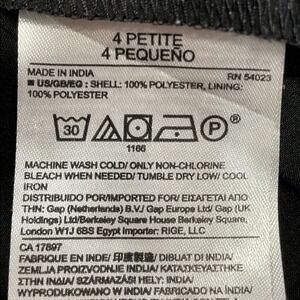 4 PETITE
4 PEQUEÑO
MADE IN INDIA RN 54023
■ US/GB/EG : SHELL: 100% POLYESTER, LINING:
100% POLYESTER
30 P
1166
MACHINE WASH COLD/ ONLY NON-CHLORINE
BLEACH WHEN NEEDED/ TUMBLE DRY LOW/ COOL
IRON
DISTRIBUIDO POR/IMPORTED BY/ ΕΙΣΑΓΕΤΑΙ ΑΠΟ
ΤΗΝ: Gap (Netherlands) B.V./ Gap Europe Ltd/ Gap (UK
Holdings) Ltd/Berkeley Square House Berkeley Square,
London W1J 6BS Egypt Importer: RIGE, LLC
CA 17897
FABRIQUE EN INDE/ 印度製造/ DIBUAT DI INDIA/
ZEMLJA PROIZVODNJE INDIJA/ ΚΑΤΑΣΚΕΥΑΣΤΗΚΕ
ΣΤΗΝ ΙΝΔΙΑ/ SZÁRMAZÁSI HELY: INDIA/
WYPRODUKOWANO W INDIA/ FABRICADO NA ÍNDIA/